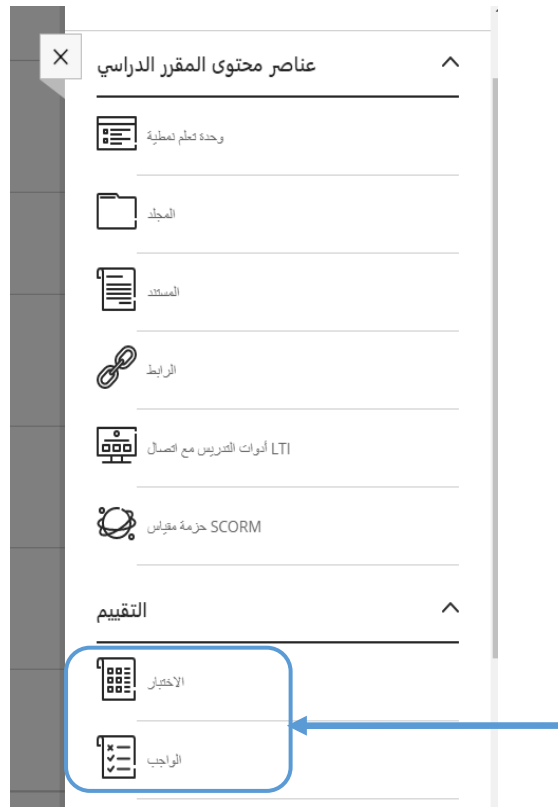 عناصر محتوى المقرر الدراسي
وحدة تعلم نمطية
المجلد
المستند
الرابط
LTI أدوات التدريس مع اتصال
SCORM حزمة مقياس
التقييم
الاختبار
الواجب